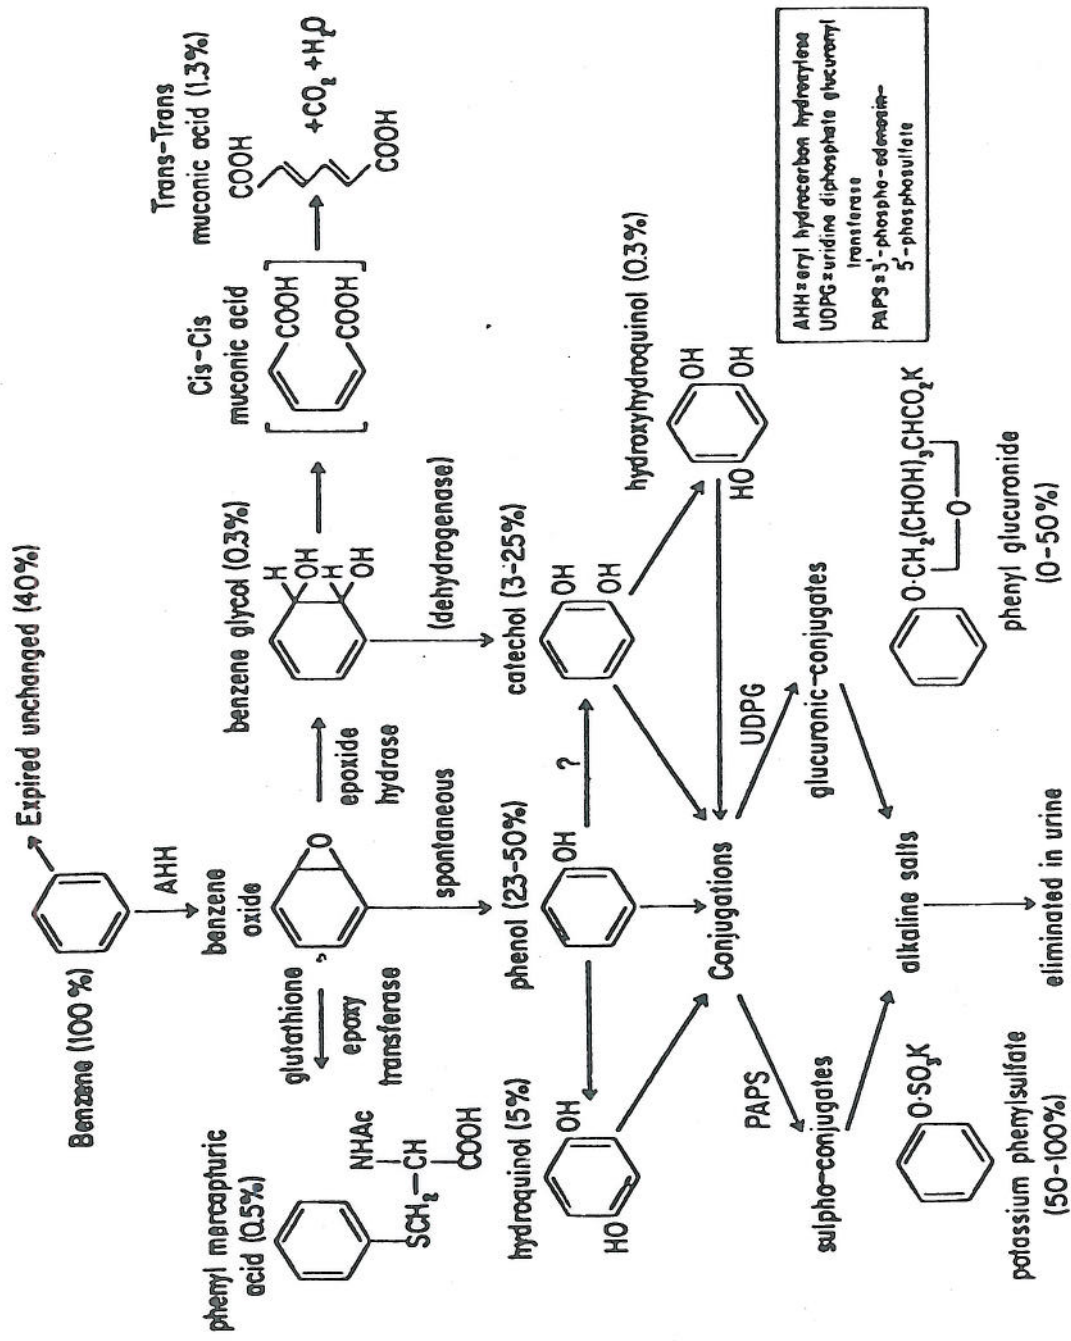 Benzene (100%)
Expired unchanged (40%)
AHH
benzene
oxide
O
glutathione
epoxy
transferase
phenyl mercapturic
acid (0.5%)
NHAc
SCH₂—CH
COOH
epoxide
hydrase
benzene glycol (0.3%)
H
OH
H
OH
Cis-Cis
muconic acid
COOH
COOH
Trans-Trans
muconic acid (1.3%)
COOH
COOH
+CO₂ +H₂O
spontaneous
(dehydrogenase)
hydroquinol (5%)
OH
HO
phenol (23-50%)
OH
?
catechol (3-25%)
OH
OH
hydroxyhydroquinol (0.3%)
OH
OH
HO
Conjugations
PAPS
UDPG
sulpho-conjugates
glucuronic-conjugates
alkaline salts
O·SO₃K
potassium phenylsulfate
(50-100%)
eliminated in urine
O·CH₂(CHOH)₃CHCO₂K
O
phenyl glucuronide
(0-50%)
AHH=aryl hydrocarbon hydroxylase
UDPG=uridine diphosphate glucuronyl
transferase
PAPS=3'-phospho-adenosin-
5'-phosphosulfate